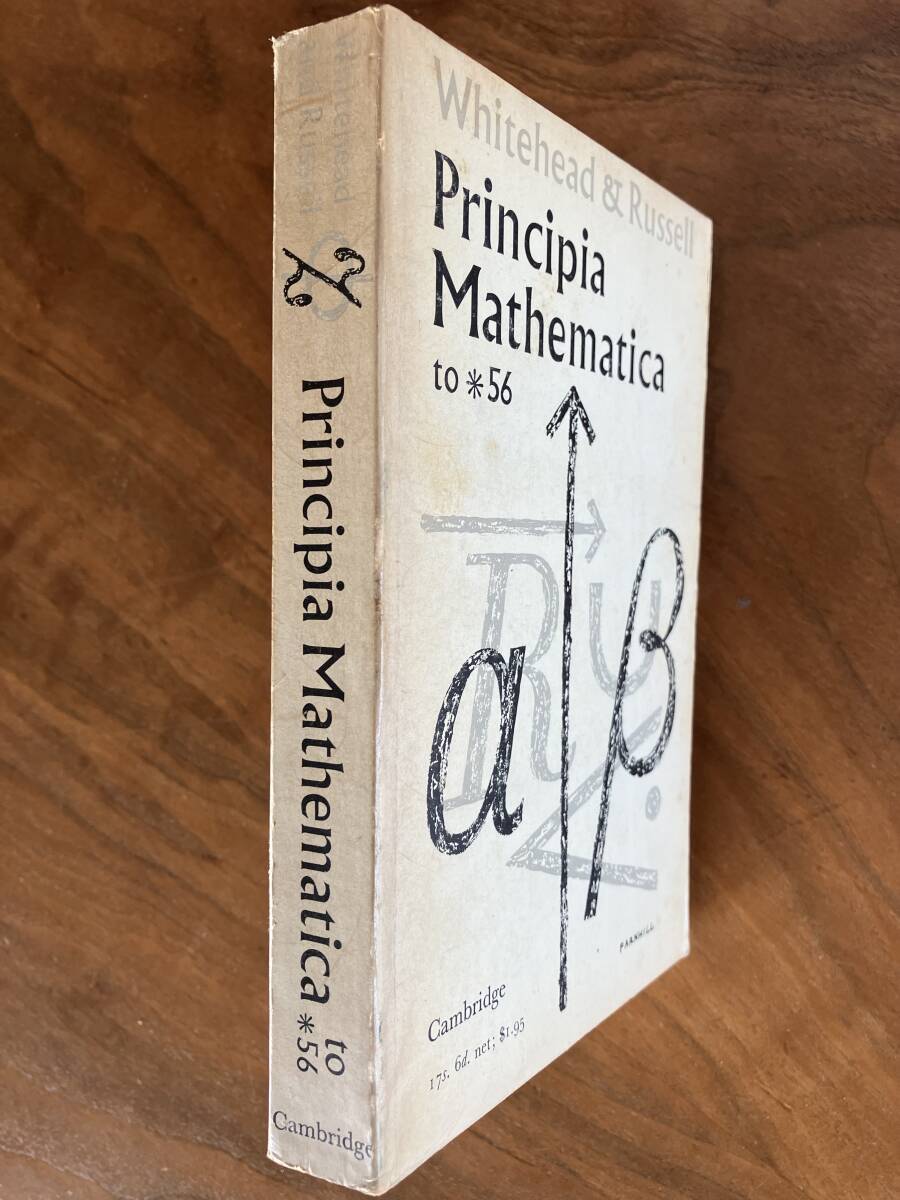 Whitehead
and Russell
&
Principia Mathematica to
*56
Cambridge
Whitehead & Russell
Principia
Mathematica
to *56
R u
α β
Cambridge
17s. 6d. net; $1.95
FARNHILL